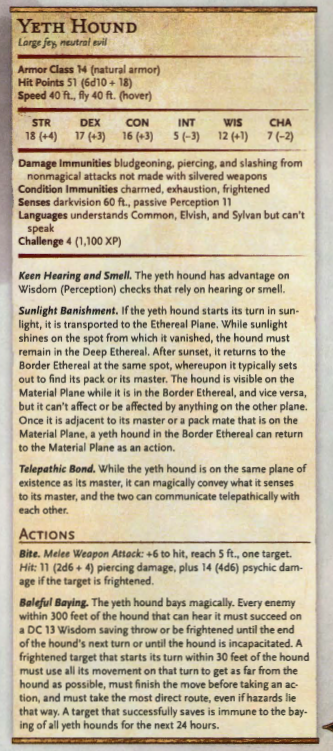 YETH HOUND
Large fey, neutral evil
Armor Class 14 (natural armor)
Hit Points 51 (6d10 + 18)
Speed 40 ft., fly 40 ft. (hover)
STR DEX CON INT WIS CHA
18 (+4) 17 (+3) 16 (+3) 5 (−3) 12 (+1) 7 (−2)
Damage Immunities bludgeoning, piercing, and slashing from
nonmagical attacks not made with silvered weapons
Condition Immunities charmed, exhaustion, frightened
Senses darkvision 60 ft., passive Perception 11
Languages understands Common, Elvish, and Sylvan but can't
speak
Challenge 4 (1,100 XP)
Keen Hearing and Smell. The yeth hound has advantage on
Wisdom (Perception) checks that rely on hearing or smell.
Sunlight Banishment. If the yeth hound starts its turn in sun-
light, it is transported to the Ethereal Plane. While sunlight
shines on the spot from which it vanished, the hound must
remain in the Deep Ethereal. After sunset, it returns to the
Border Ethereal at the same spot, whereupon it typically sets
out to find its pack or its master. The hound is visible on the
Material Plane while it is in the Border Ethereal, and vice versa,
but it can't affect or be affected by anything on the other plane.
Once it is adjacent to its master or a pack mate that is on the
Material Plane, a yeth hound in the Border Ethereal can return
to the Material Plane as an action.
Telepathic Bond. While the yeth hound is on the same plane of
existence as its master, it can magically convey what it senses
to its master, and the two can communicate telepathically with
each other.
ACTIONS
Bite. Melee Weapon Attack: +6 to hit, reach 5 ft., one target.
Hit: 11 (2d6 + 4) piercing damage, plus 14 (4d6) psychic dam-
age if the target is frightened.
Baleful Baying. The yeth hound bays magically. Every enemy
within 300 feet of the hound that can hear it must succeed on
a DC 13 Wisdom saving throw or be frightened until the end
of the hound's next turn or until the hound is incapacitated. A
frightened target that starts its turn within 30 feet of the hound
must use all its movement on that turn to get as far from the
hound as possible, must finish the move before taking an ac-
tion, and must take the most direct route, even if hazards lie
that way. A target that successfully saves is immune to the bay-
ing of all yeth hounds for the next 24 hours.